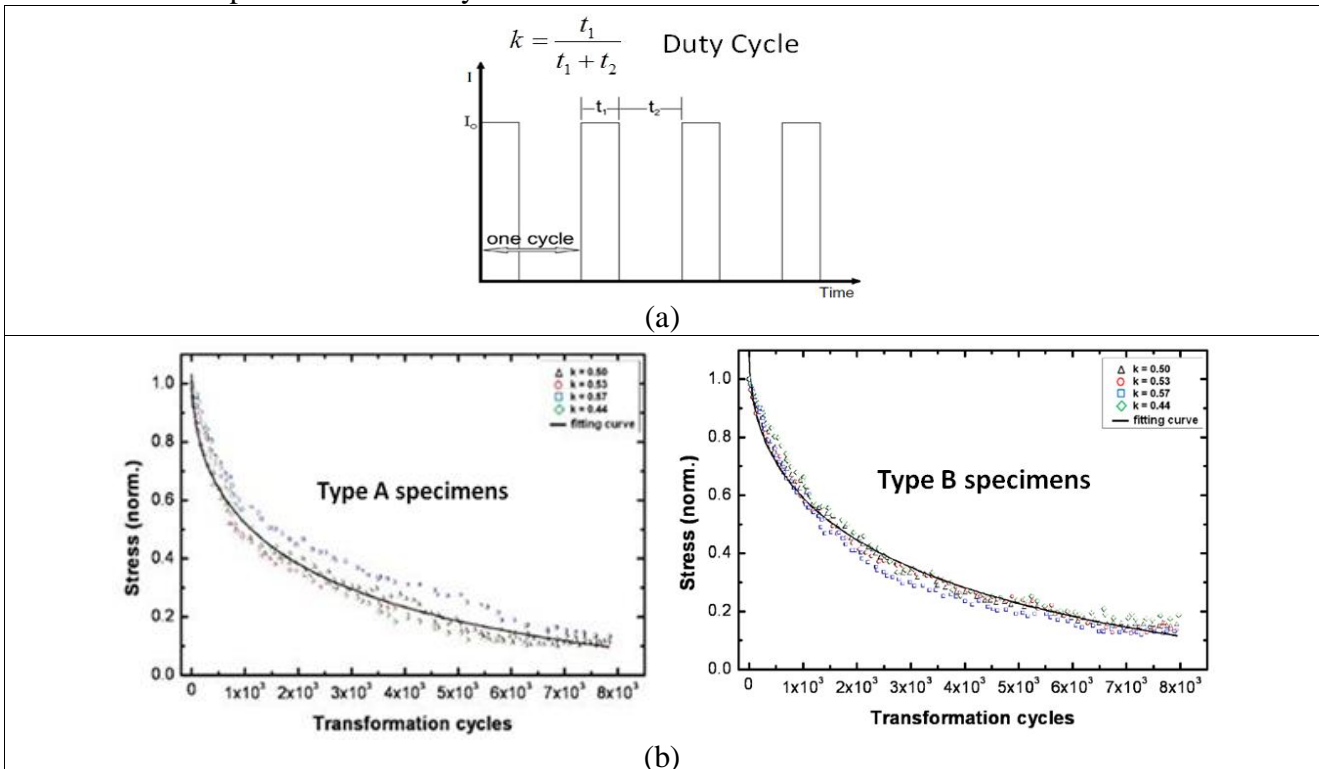 k = t₁ / (t₁ + t₂) Duty Cycle
I
t₁ t₂
I₀
one cycle
Time
(a)
1.0
0.8
0.6
0.4
0.2
0.0
Stress (norm.)
k = 0.50
k = 0.53
k = 0.57
k = 0.44
fitting curve
Type A specimens
0 1x10³ 2x10³ 3x10³ 4x10³ 5x10³ 6x10³ 7x10³ 8x10³
Transformation cycles
1.0
0.8
0.6
0.4
0.2
0.0
Stress (norm.)
k = 0.50
k = 0.53
k = 0.57
k = 0.44
fitting curve
Type B specimens
0 1x10³ 2x10³ 3x10³ 4x10³ 5x10³ 6x10³ 7x10³ 8x10³
Transformation cycles
(b)